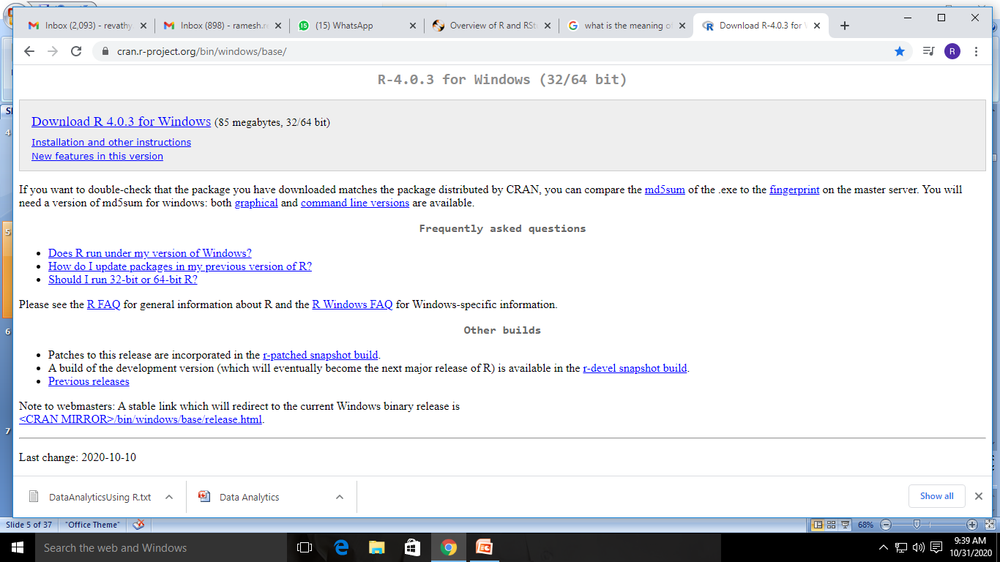 Inbox (2,093) - revathy
Inbox (898) - ramesh.r
15 (15) WhatsApp
Overview of R and RSt
what is the meaning o
Download R-4.0.3 for
cran.r-project.org/bin/windows/base/
R
R-4.0.3 for Windows (32/64 bit)
Download R 4.0.3 for Windows (85 megabytes, 32/64 bit)
Installation and other instructions
New features in this version
If you want to double-check that the package you have downloaded matches the package distributed by CRAN, you can compare the md5sum of the .exe to the fingerprint on the master server. You will
need a version of md5sum for windows: both graphical and command line versions are available.
Frequently asked questions
• Does R run under my version of Windows?
• How do I update packages in my previous version of R?
• Should I run 32-bit or 64-bit R?
Please see the R FAQ for general information about R and the R Windows FAQ for Windows-specific information.
Other builds
• Patches to this release are incorporated in the r-patched snapshot build.
• A build of the development version (which will eventually become the next major release of R) is available in the r-devel snapshot build.
• Previous releases
Note to webmasters: A stable link which will redirect to the current Windows binary release is
<CRAN MIRROR>/bin/windows/base/release.html.
Last change: 2020-10-10
4
5
6
7
DataAnalyticsUsing R.txt
Data Analytics
Show all
Slide 5 of 37
"Office Theme"
68%
Search the web and Windows
9:39 AM
10/31/2020